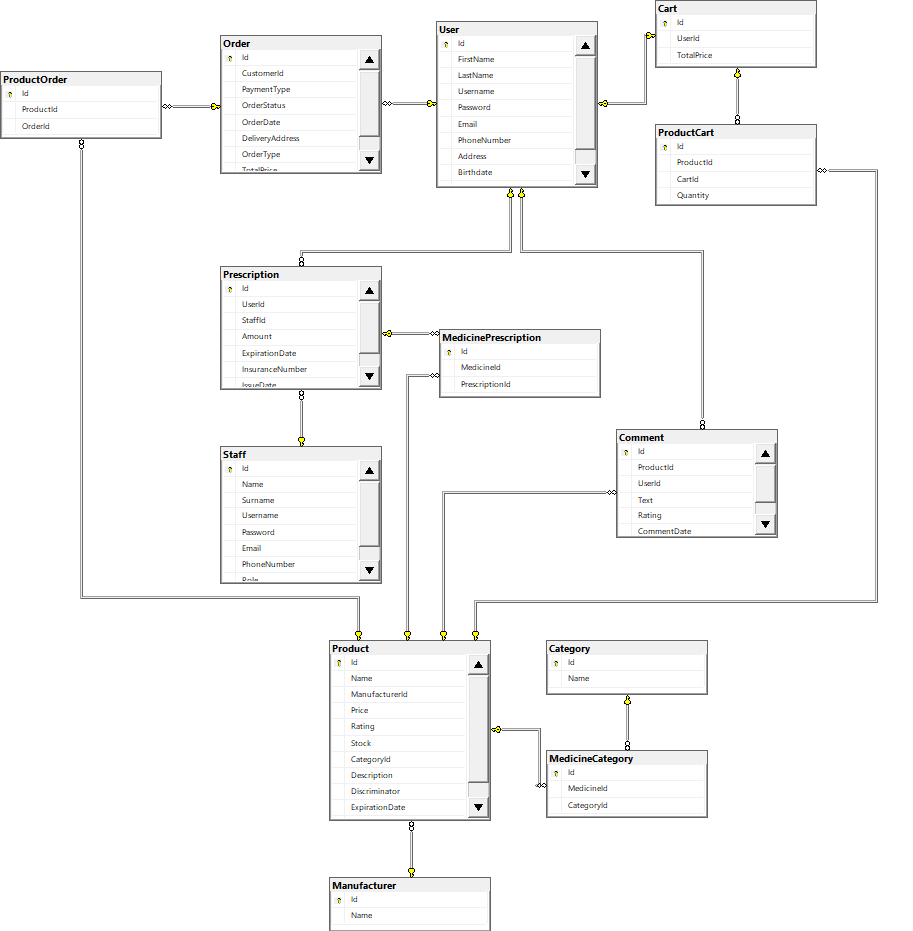 Cart
Id
UserId
TotalPrice
User
Id
FirstName
LastName
Username
Password
Email
PhoneNumber
Address
Birthdate
Order
Id
CustomerId
PaymentType
OrderStatus
OrderDate
DeliveryAddress
OrderType
TotalPrice
ProductOrder
Id
ProductId
OrderId
ProductCart
Id
ProductId
CartId
Quantity
Prescription
Id
UserId
StaffId
Amount
ExpirationDate
InsuranceNumber
IssueDate
MedicinePrescription
Id
MedicineId
PrescriptionId
Comment
Id
ProductId
UserId
Text
Rating
CommentDate
Staff
Id
Name
Surname
Username
Password
Email
PhoneNumber
Role
Product
Id
Name
ManufacturerId
Price
Rating
Stock
CategoryId
Description
Discriminator
ExpirationDate
Category
Id
Name
MedicineCategory
Id
MedicineId
CategoryId
Manufacturer
Id
Name